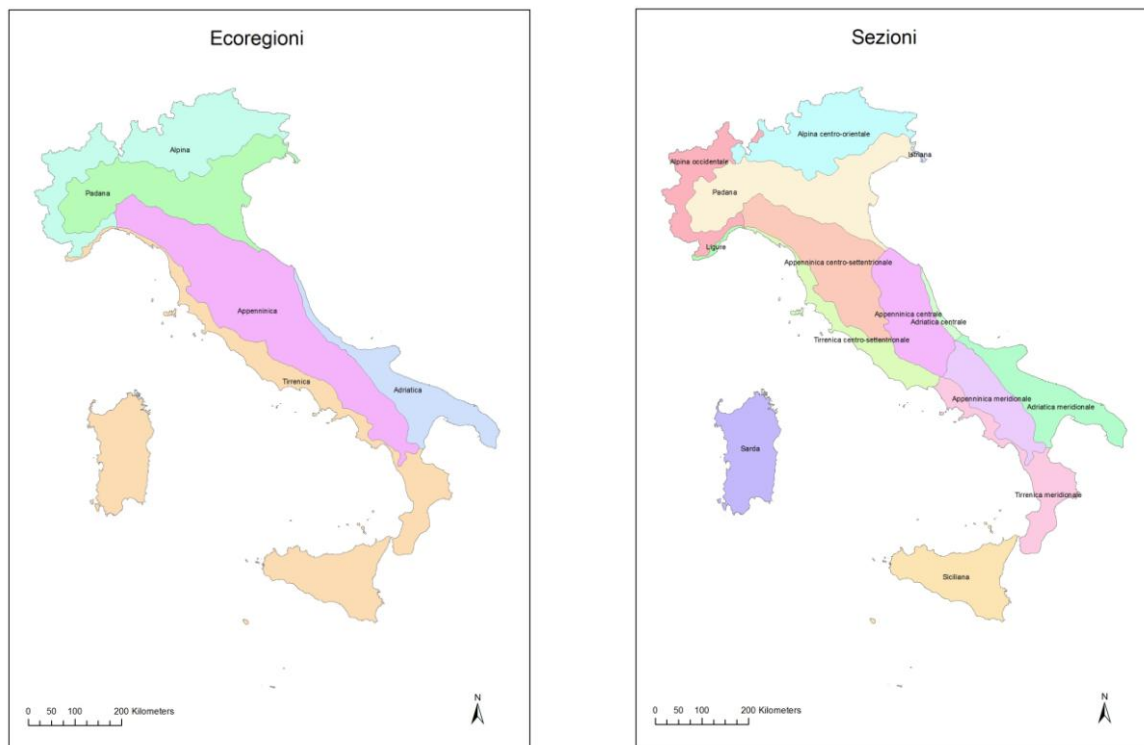 Ecoregioni
Alpina
Padana
Appenninica
Tirrenica
Adriatica
N
0 50 100 200 Kilometers
Sezioni
Alpina centro-orientale
Istriana
Alpina occidentale
Padana
Ligure
Appenninica centro-settentrionale
Appenninica centrale
Adriatica centrale
Tirrenica centro-settentrionale
Appenninica meridionale
Adriatica meridionale
Sarda
Tirrenica meridionale
Siciliana
N
0 50 100 200 Kilometers